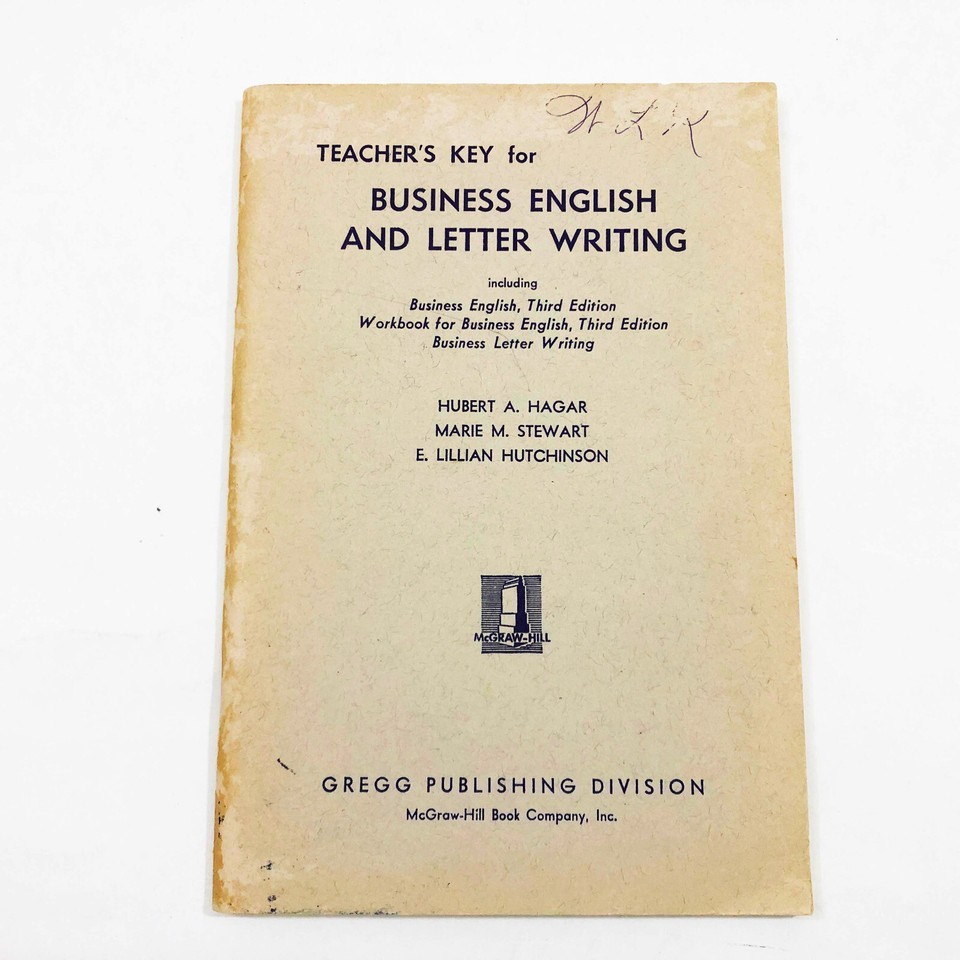 W L K
TEACHER'S KEY for
BUSINESS ENGLISH
AND LETTER WRITING
including
Business English, Third Edition
Workbook for Business English, Third Edition
Business Letter Writing
HUBERT A. HAGAR
MARIE M. STEWART
E. LILLIAN HUTCHINSON
McGRAW-HILL
GREGG PUBLISHING DIVISION
McGraw-Hill Book Company, Inc.